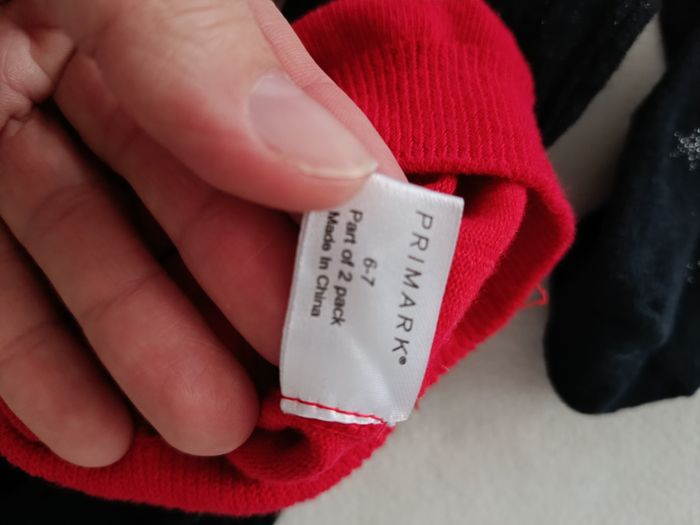 PRIMARK®
6-7
Part of 2 pack
Made In China